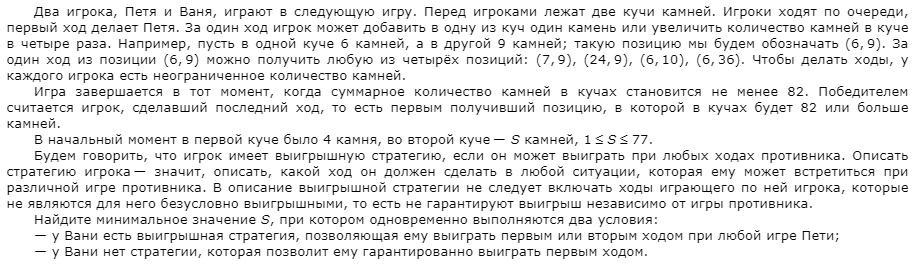 Два игрока, Петя и Ваня, играют в следующую игру. Перед игроками лежат две кучи камней. Игроки ходят по очереди,
первый ход делает Петя. За один ход игрок может добавить в одну из куч один камень или увеличить количество камней в куче
в четыре раза. Например, пусть в одной куче 6 камней, а в другой 9 камней; такую позицию мы будем обозначать (6, 9). За
один ход из позиции (6, 9) можно получить любую из четырёх позиций: (7, 9), (24, 9), (6, 10), (6, 36). Чтобы делать ходы, у
каждого игрока есть неограниченное количество камней.
Игра завершается в тот момент, когда суммарное количество камней в кучах становится не менее 82. Победителем
считается игрок, сделавший последний ход, то есть первым получивший позицию, в которой в кучах будет 82 или больше
камней.
В начальный момент в первой куче было 4 камня, во второй куче — S камней, 1 ≤ S ≤ 77.
Будем говорить, что игрок имеет выигрышную стратегию, если он может выиграть при любых ходах противника. Описать
стратегию игрока — значит, описать, какой ход он должен сделать в любой ситуации, которая ему может встретиться при
различной игре противника. В описание выигрышной стратегии не следует включать ходы играющего по ней игрока, которые
не являются для него безусловно выигрышными, то есть не гарантируют выигрыш независимо от игры противника.
Найдите минимальное значение S, при котором одновременно выполняются два условия:
— у Вани есть выигрышная стратегия, позволяющая ему выиграть первым или вторым ходом при любой игре Пети;
— у Вани нет стратегии, которая позволит ему гарантированно выиграть первым ходом.